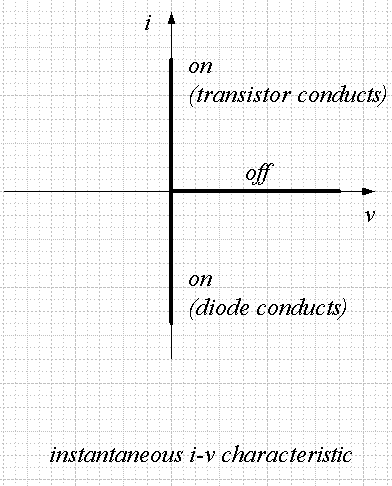 i
on
(transistor conducts)
off
v
on
(diode conducts)
instantaneous i-v characteristic